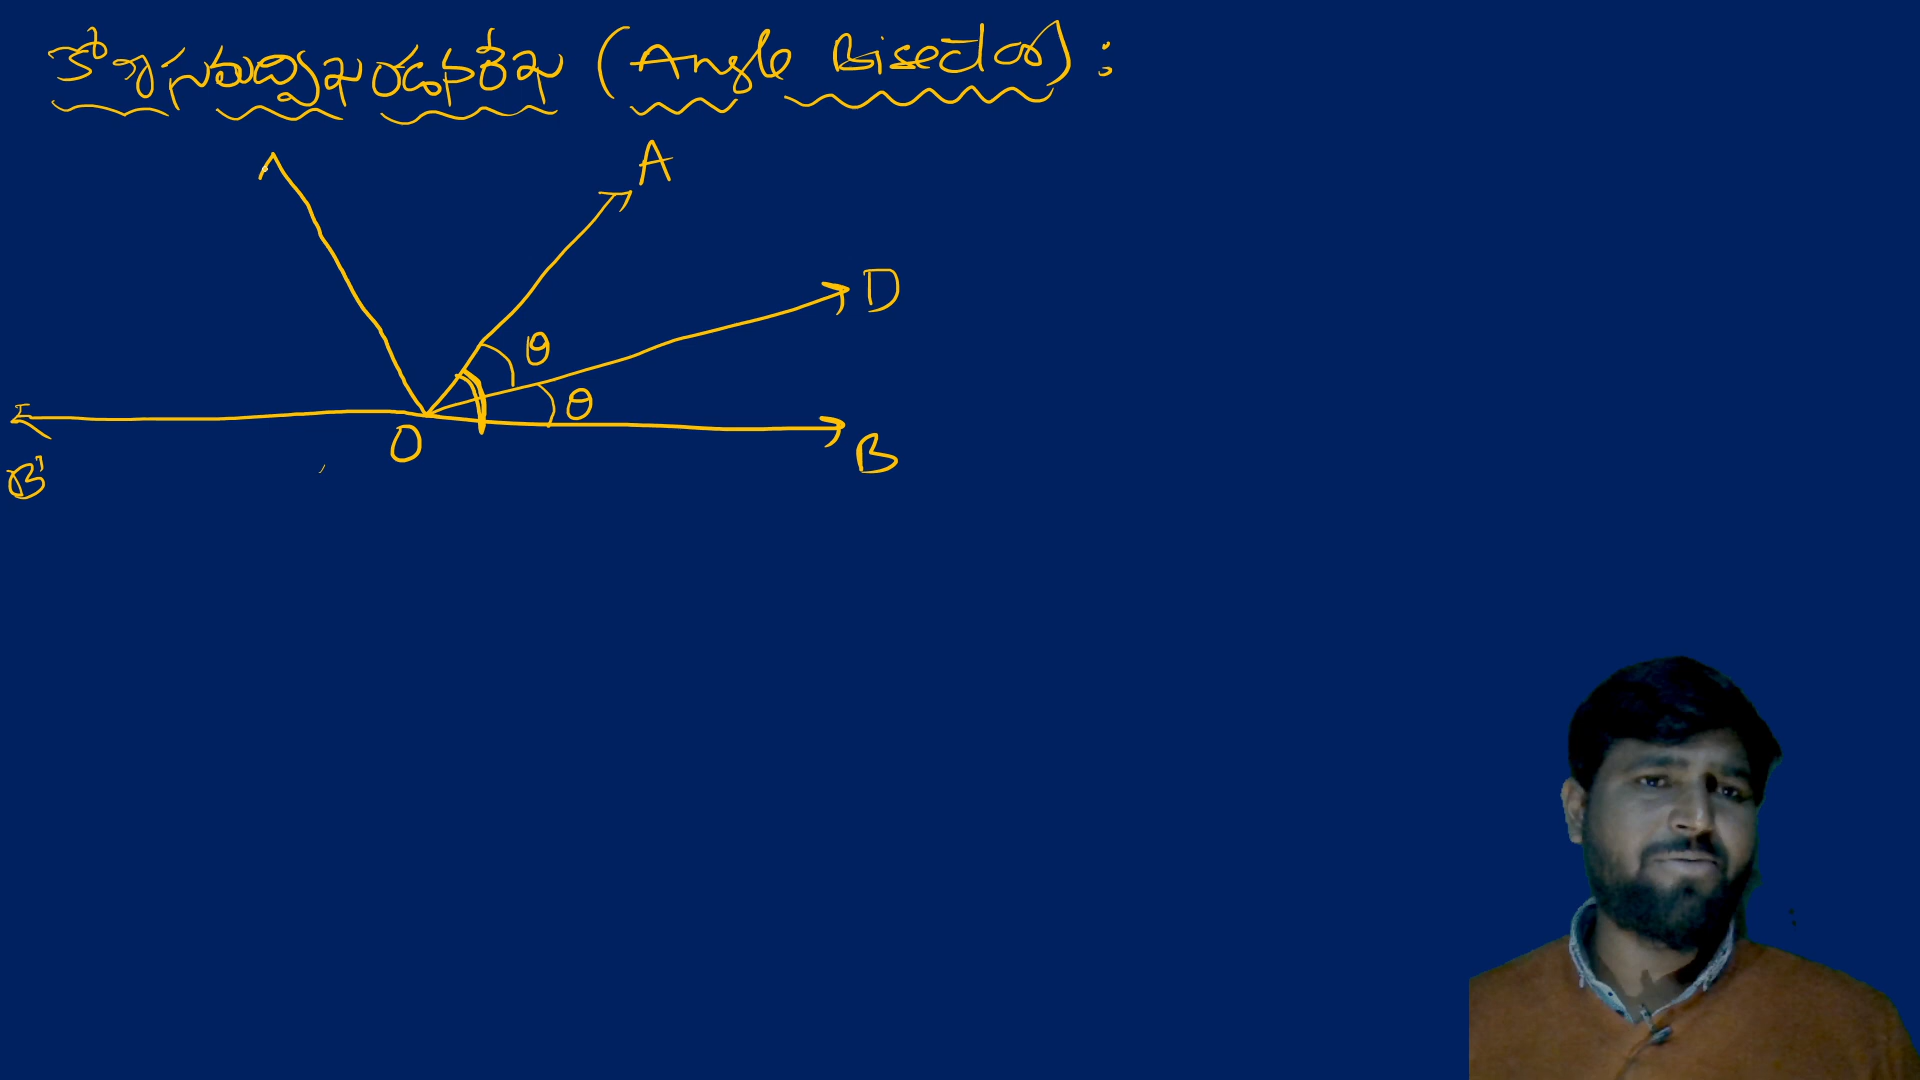 కోణ సమద్విఖండన రేఖ (Angle Bisector) :
A
D
θ
θ
O
B
B'